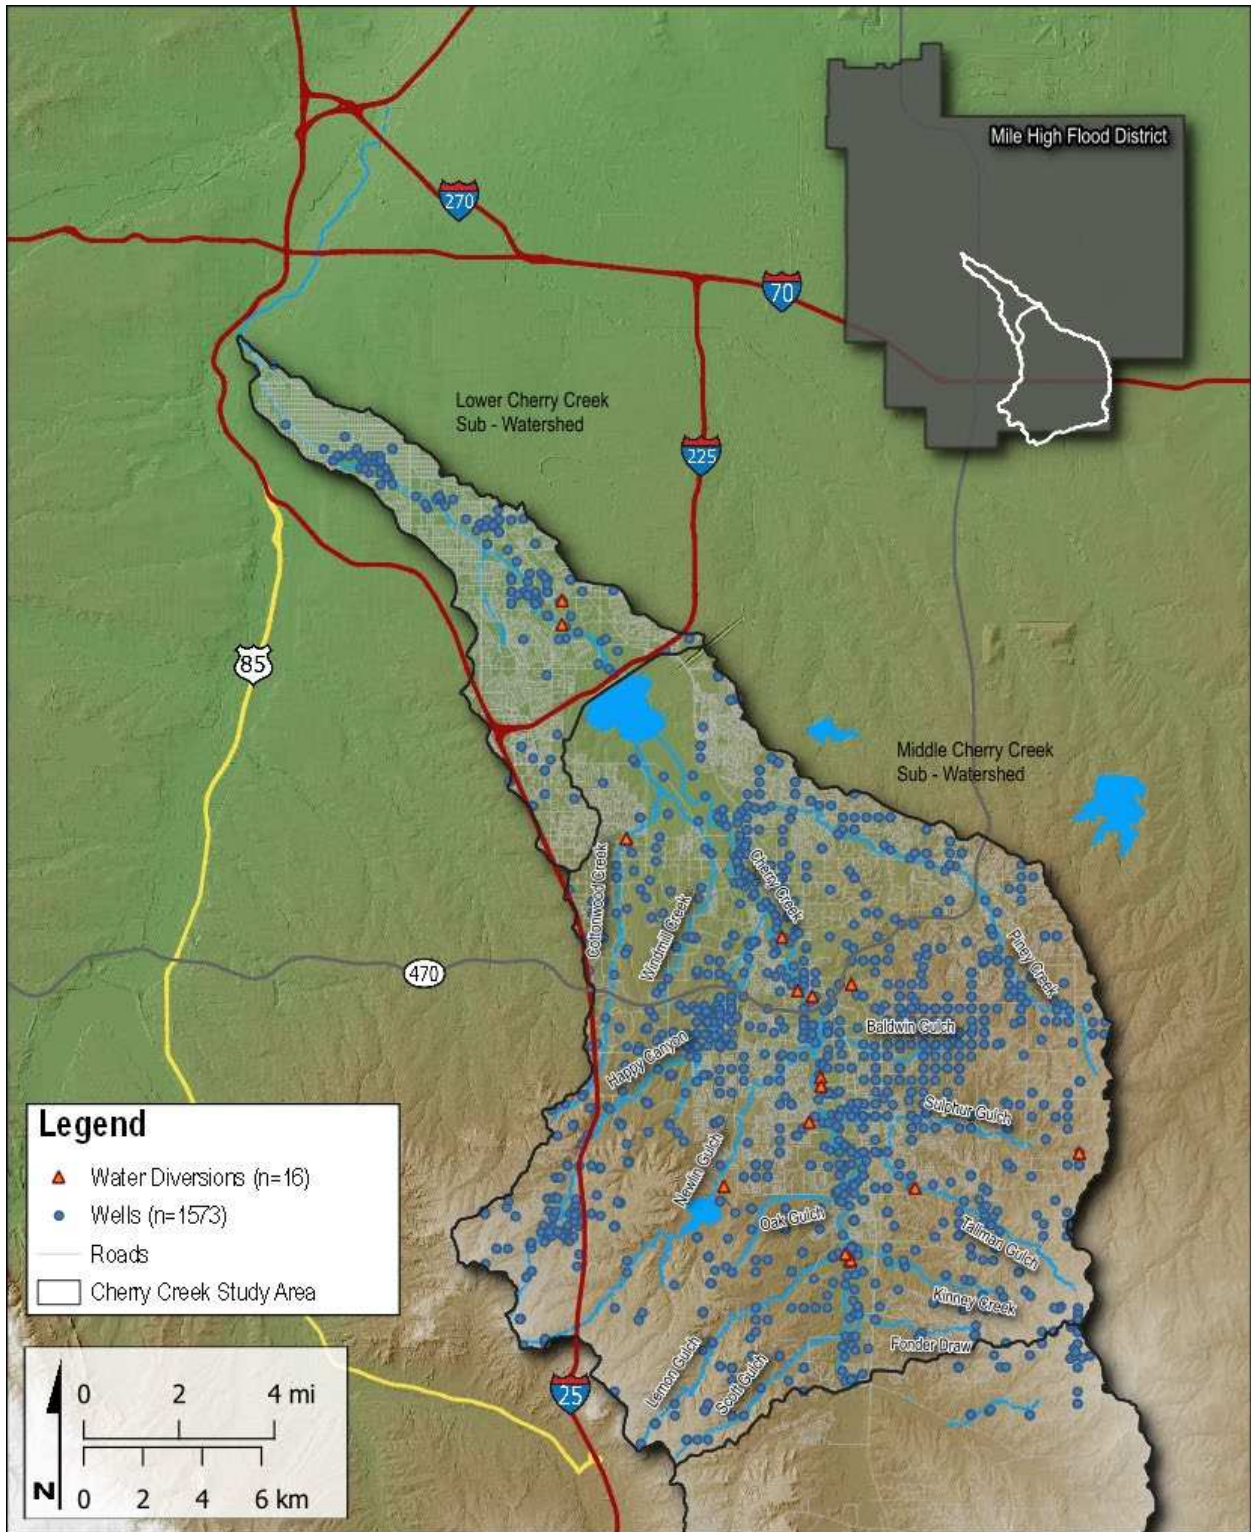 Mile High Flood District
270
70
Lower Cherry Creek
Sub - Watershed
225
85
Middle Cherry Creek
Sub - Watershed
Cottonwood Creek
Cherry Creek
Windmill Creek
Piney Creek
470
Baldwin Gulch
Happy Canyon
Sulphur Gulch
Newlin Gulch
Oak Gulch
Tallman Gulch
Kinney Creek
Fonder Draw
Lemon Gulch
Scott Gulch
25
Legend
Water Diversions (n=16)
Wells (n=1573)
Roads
Cherry Creek Study Area
0 2 4 mi
N
0 2 4 6 km